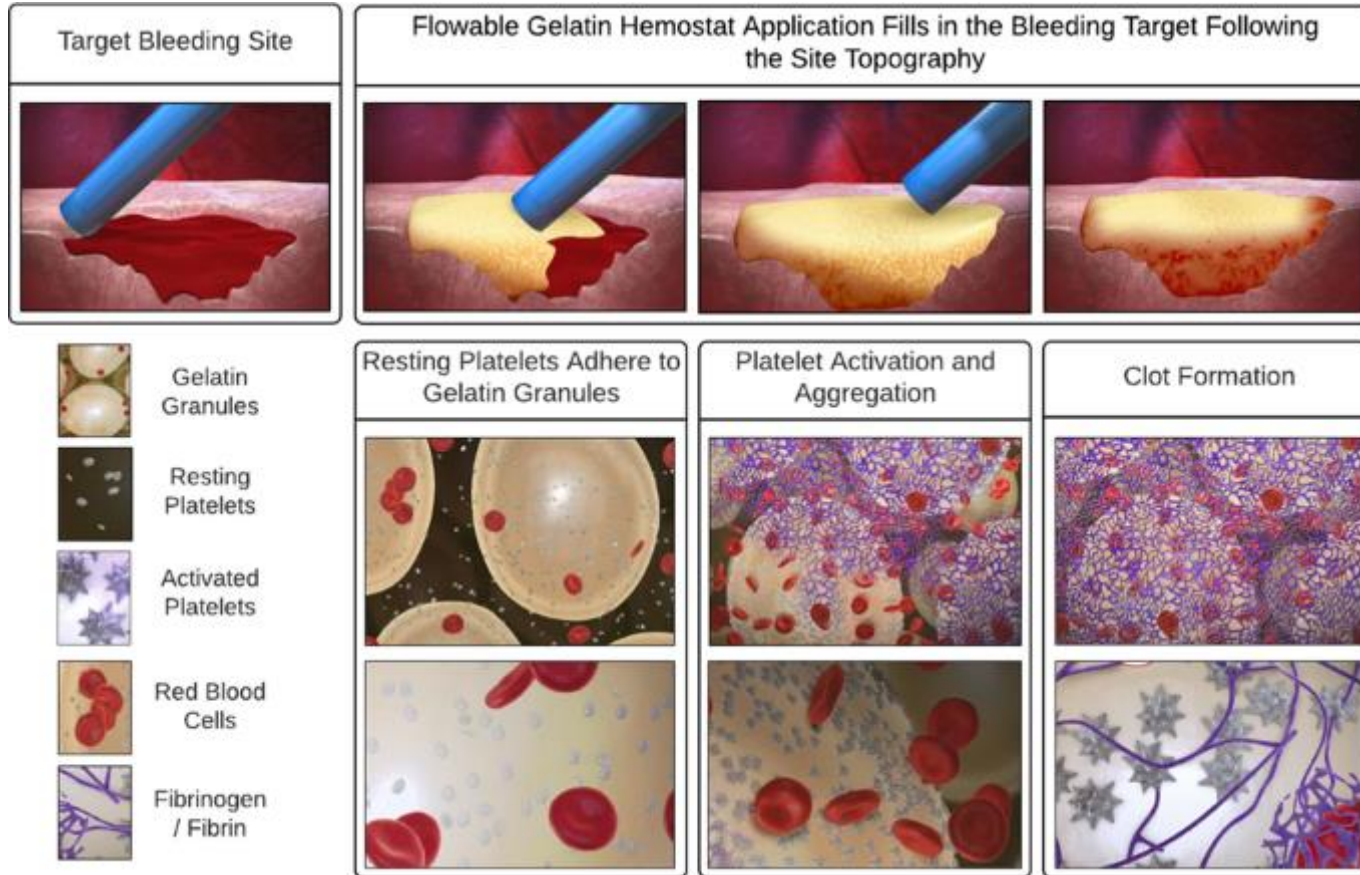 Target Bleeding Site
Flowable Gelatin Hemostat Application Fills in the Bleeding Target Following
the Site Topography
Gelatin
Granules
Resting
Platelets
Activated
Platelets
Red Blood
Cells
Fibrinogen
/ Fibrin
Resting Platelets Adhere to
Gelatin Granules
Platelet Activation and
Aggregation
Clot Formation